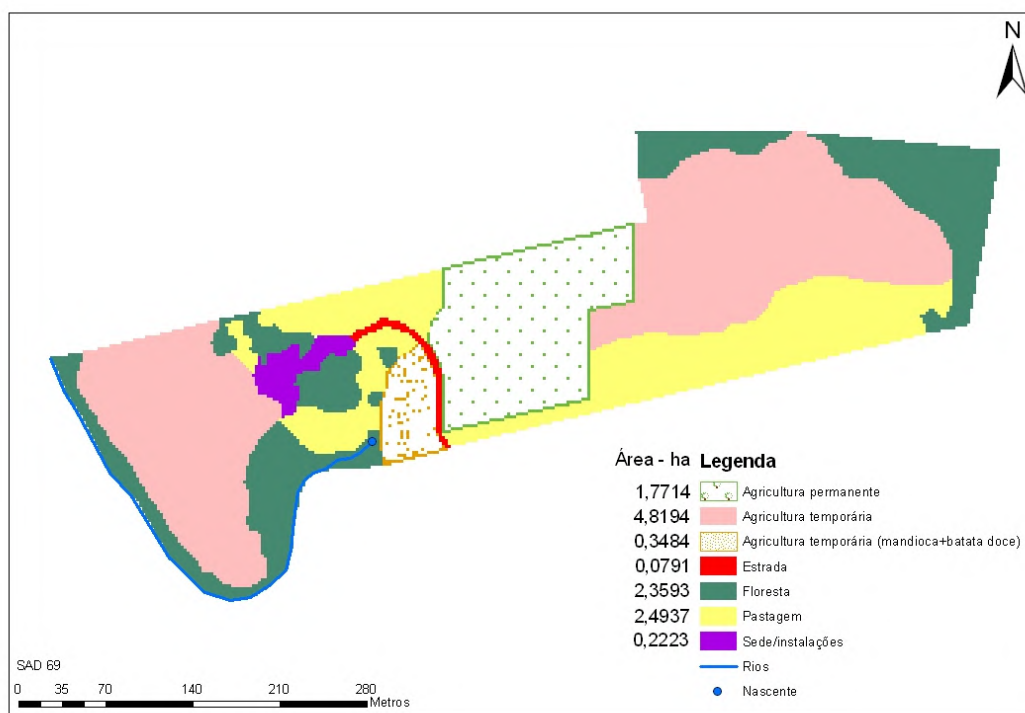 N
Área - ha Legenda
1,7714 Agricultura permanente
4,8194 Agricultura temporária
0,3484 Agricultura temporária (mandioca+batata doce)
0,0791 Estrada
2,3593 Floresta
2,4937 Pastagem
0,2223 Sede/instalações
Rios
Nascente
SAD 69
0 35 70 140 210 280
Metros